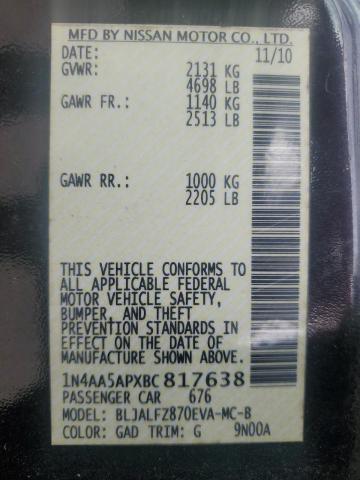 MFD BY NISSAN MOTOR CO., LTD.
DATE: 11/10
GVWR: 2131 KG
4698 LB
GAWR FR.: 1140 KG
2513 LB
GAWR RR.: 1000 KG
2205 LB
THIS VEHICLE CONFORMS TO
ALL APPLICABLE FEDERAL
MOTOR VEHICLE SAFETY,
BUMPER, AND THEFT
PREVENTION STANDARDS IN
EFFECT ON THE DATE OF
MANUFACTURE SHOWN ABOVE.
1N4AA5APXBC817638
PASSENGER CAR 676
MODEL: BLJALFZ870EVA-MC-B
COLOR: GAD TRIM: G 9N00A